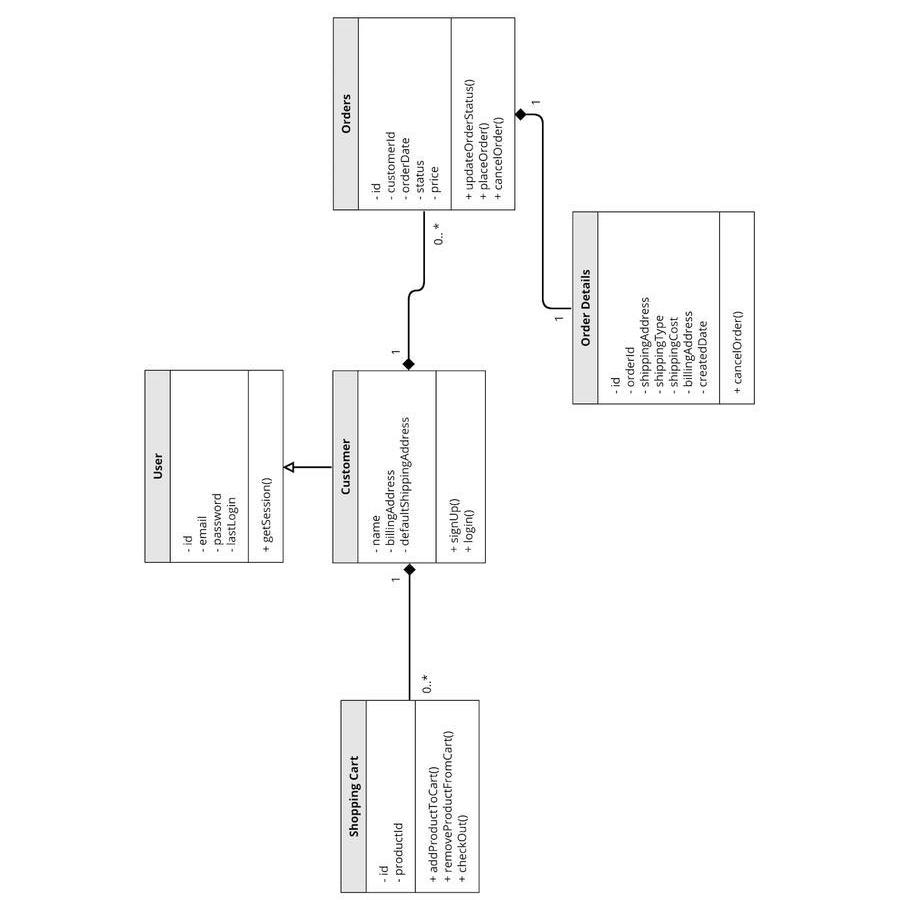 User
- id
- email
- password
- lastLogin
+ getSession()
Shopping Cart
- id
- productId
+ addProductToCart()
+ removeProductFromCart()
+ checkOut()
0..*
1
Customer
- name
- billingAddress
- defaultShippingAddress
+ signUp()
+ login()
1
0.. *
Orders
- id
- customerId
- orderDate
- status
- price
+ updateOrderStatus()
+ placeOrder()
+ cancelOrder()
1
1
Order Details
- id
- orderId
- shippingAddress
- shippingType
- shippingCost
- billingAddress
- createdDate
+ cancelOrder()